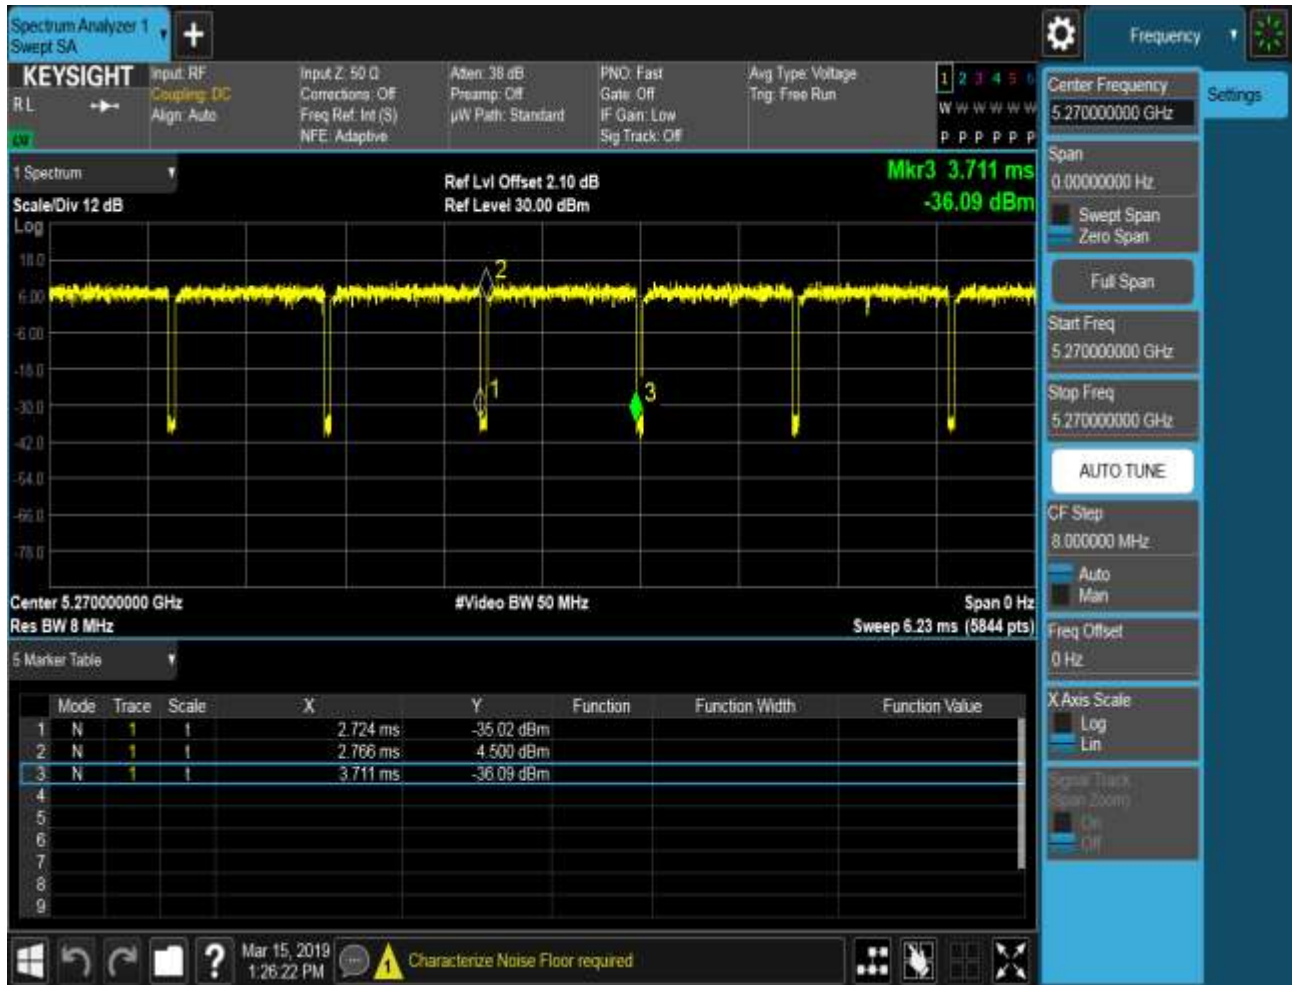 Spectrum Analyzer 1
Swept SA
Frequency
KEYSIGHT
RL
Input: RF
Coupling: DC
Align: Auto
Input Z: 50 Ω
Corrections: Off
Freq Ref: Int (S)
NFE: Adaptive
Atten: 38 dB
Preamp: Off
µW Path: Standard
PNO: Fast
Gate: Off
IF Gain: Low
Sig Track: Off
Avg Type: Voltage
Trig: Free Run
1 2 3 4 5 6
W W W W W W
P P P P P P
Center Frequency
5.270000000 GHz
Settings
Span
0.00000000 Hz
Swept Span
Zero Span
Full Span
Start Freq
5.270000000 GHz
Stop Freq
5.270000000 GHz
AUTO TUNE
CF Step
8.000000 MHz
Auto
Man
Freq Offset
0 Hz
X Axis Scale
Log
Lin
Signal Track
(Span Zoom)
On
Off
1 Spectrum
Scale/Div 12 dB
Ref Lvl Offset 2.10 dB
Ref Level 30.00 dBm
Mkr3 3.711 ms
-36.09 dBm
Log
18.0
6.00
-6.00
-18.0
-30.0
-42.0
-54.0
-66.0
-78.0
2
1
3
Center 5.270000000 GHz
#Video BW 50 MHz
Span 0 Hz
Res BW 8 MHz
Sweep 6.23 ms (5844 pts)
5 Marker Table
Mode Trace Scale X Y Function Function Width Function Value
1 N 1 t 2.724 ms -35.02 dBm
2 N 1 t 2.766 ms 4.500 dBm
3 N 1 t 3.711 ms -36.09 dBm
4
5
6
7
8
9
?
Mar 15, 2019
1:26:22 PM
1
Characterize Noise Floor required